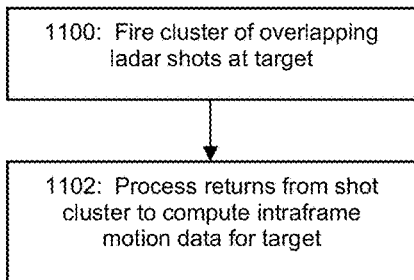 1100: Fire cluster of overlapping
ladar shots at target
1102: Process returns from shot
cluster to compute intraframe
motion data for target